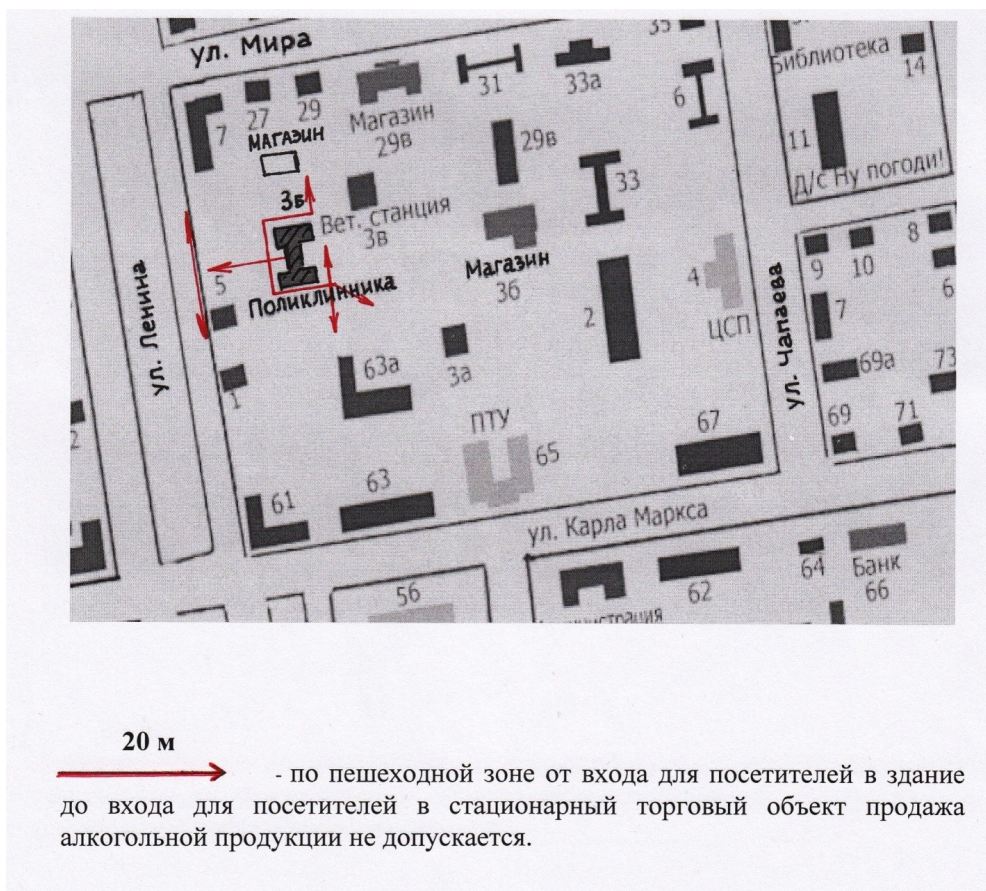 ул. Мира
35
Библиотека
14
31
33а
6
27
29
7
Магазин
29в
МАГАЗИН
29в
11
Д/с Ну погоди!
33
3в
Вет. станция
3в
8
9
10
5
Поликлинника
Магазин
3б
4
6
ул. Ленина
2
ЦСП
ул. Чапаева
7
63а
3а
69а
73
1
2
ПТУ
67
69
71
65
61
63
ул. Карла Маркса
56
62
64
Банк
66
20 м
- по пешеходной зоне от входа для посетителей в здание
до входа для посетителей в стационарный торговый объект продажа
алкогольной продукции не допускается.